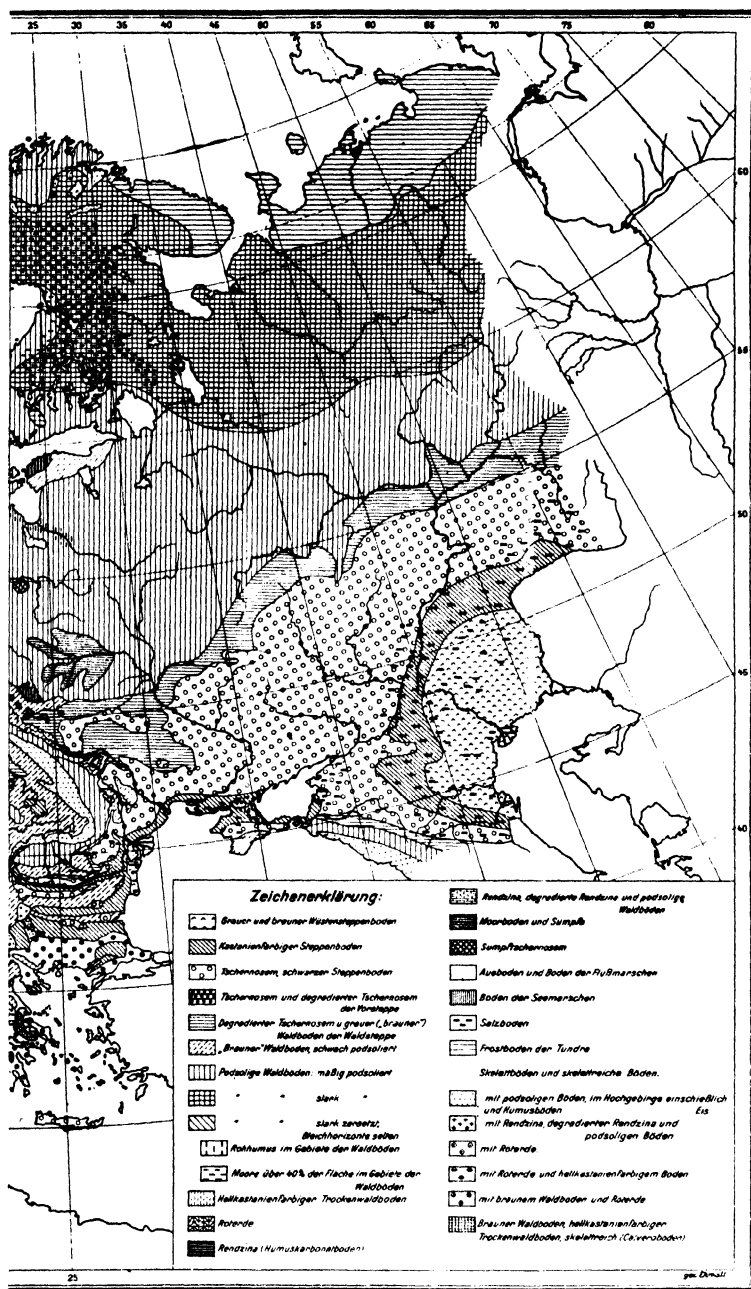 25 30 35 40 45 50 55 60 65 70 75 80
60
55
50
45
40
Zeichenerklärung:
Grauer und brauner Wüstensteppenboden
Kastanienfarbiger Steppenboden
Tschernosem, schwarzer Steppenboden
Tschernosem und degradierter Tschernosem
der Vorsteppe
Degradierter Tschernosem u grauer („brauner")
Waldboden der Waldsteppe
„Brauner" Waldboden, schwach podsoliert
Podsolige Waldböden: mäßig podsoliert
" " stark "
" " stark zersetzt,
Bleichhorizonte selten
Rohhumus im Gebiete der Waldböden
Moore über 40% der Fläche im Gebiete der
Waldböden
Hellkastanienfarbiger Trockenwaldboden
Roterde
Rendzina (Humuskarbonatboden)
Rendzina, degradierte Rendzina und podsolige
Waldböden
Moorboden und Sümpfe
Sumpftschernosem
Aueboden und Boden der Flußmarschen
Boden der Seemarschen
Salzboden
Frostboden der Tundra
Skelettböden und skelettreiche Böden.
mit podsoligen Böden, im Hochgebirge einschießlich
und Humusböden Eis
mit Rendzina, degradierter Rendzina und
podsoligen Böden
mit Roterde
mit Roterde und hellkastanienfarbigem Boden
mit braunem Waldboden und Roterde
Brauner Waldboden, hellkastanienfarbiger
Trockenwaldboden, skelettreich
25
gez.